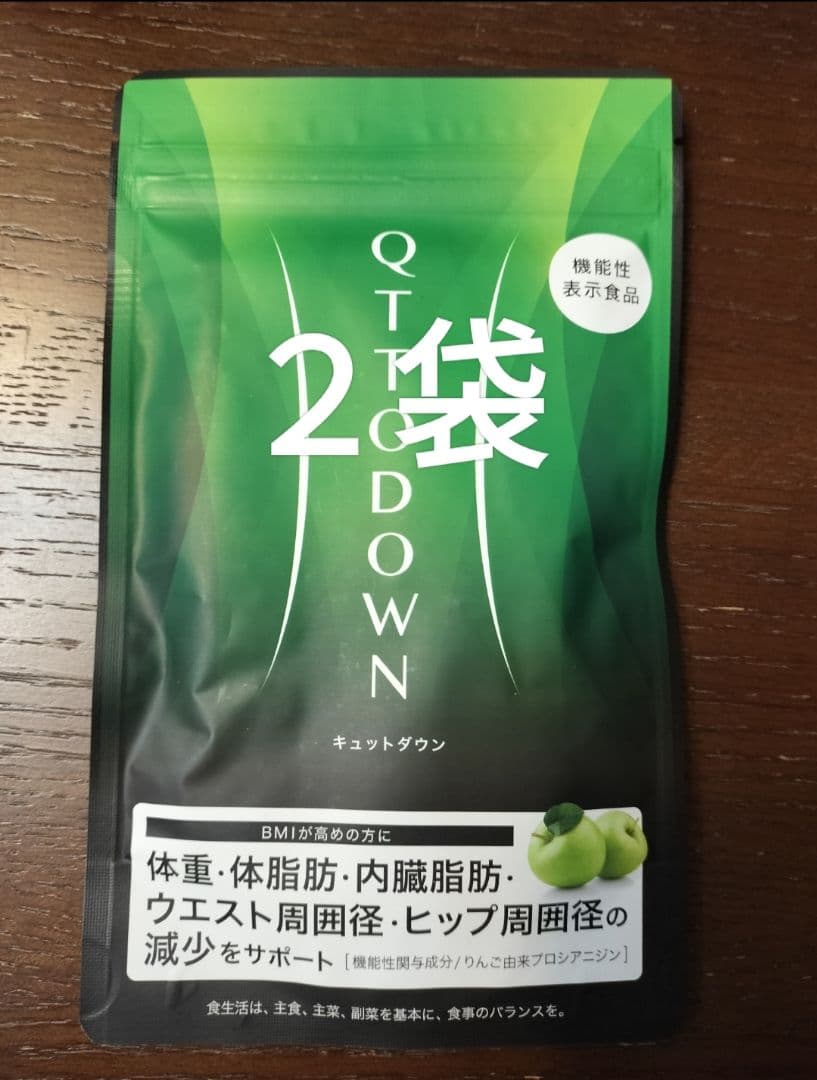 機能性
表示食品
QTTODOWN
2袋
キュットダウン
BMIが高めの方に
体重・体脂肪・内臓脂肪・
ウエスト周囲径・ヒップ周囲径の
減少をサポート [機能性関与成分/りんご由来プロシアニジン]
食生活は、主食、主菜、副菜を基本に、食事のバランスを。